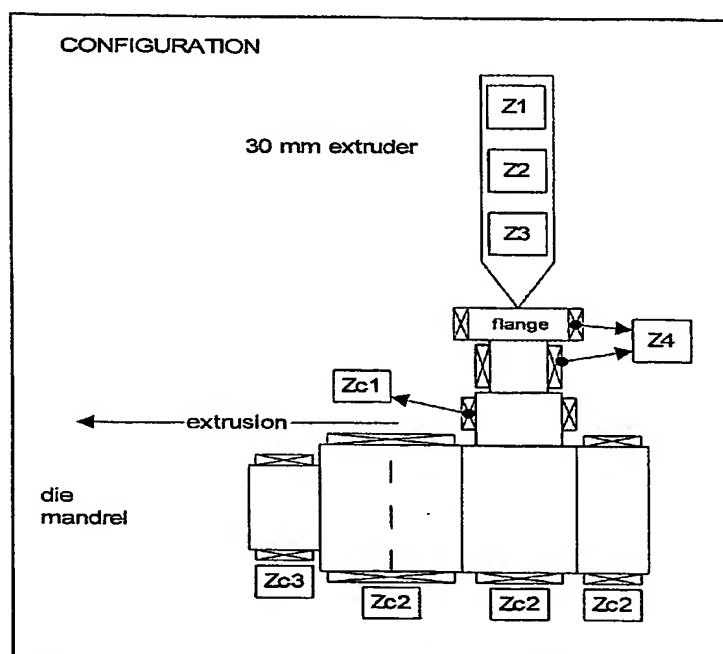 CONFIGURATION
30 mm extruder
Z1
Z2
Z3
flange
Z4
Zc1
extrusion
die
mandrel
Zc3
Zc2
Zc2
Zc2